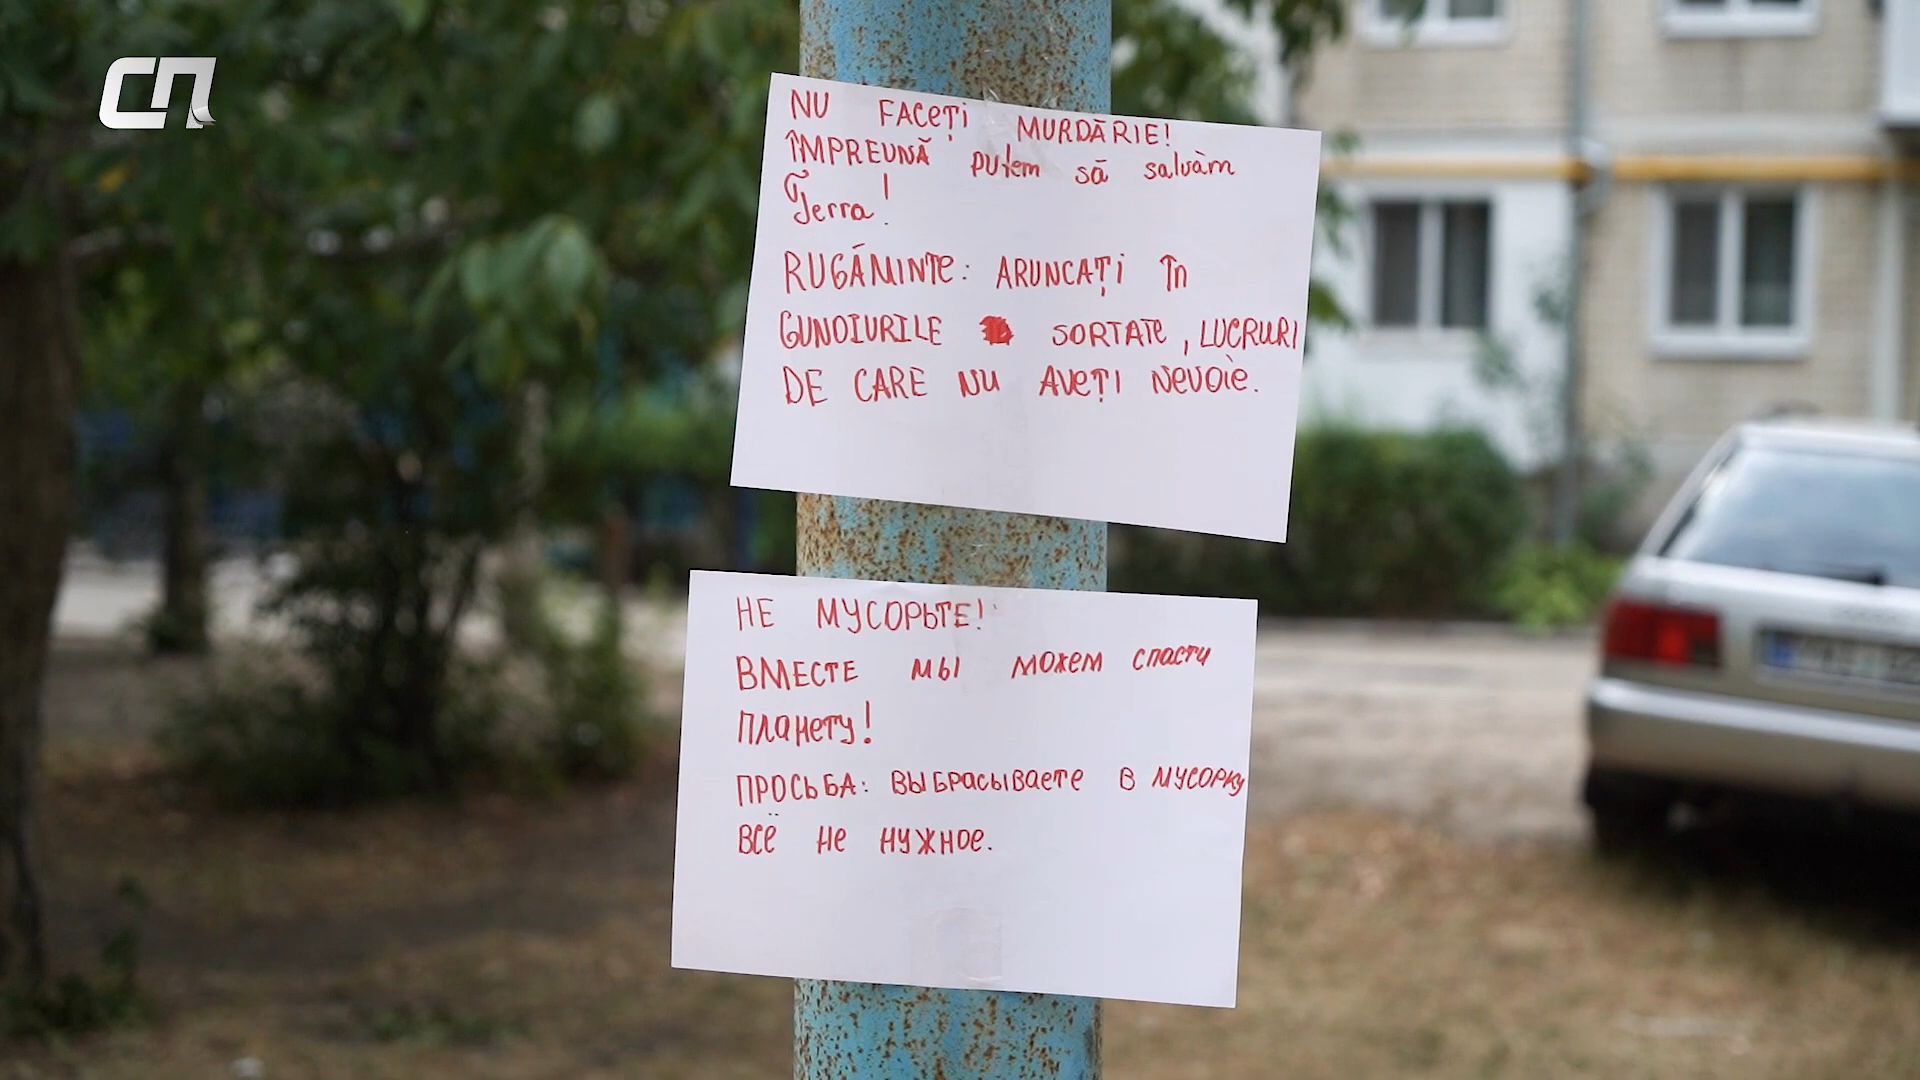 СП
NU FACEȚi MURDĂRIE!
ÎMPREUNĂ putem să salvăm
Terra!
RUGĂMINTE: ARUNCAȚi în
GUNOIURILE SORTATE, LUCRURI
DE CARE NU AVEȚI NEVOIE.
НЕ МУСОРЬТЕ!
ВМЕСТЕ МЫ МОЖЕМ СПАСТИ
ПЛАНЕТУ!
ПРОСЬБА: ВЫБРАСЫВАЕТЕ В МУСОРКУ
ВСЁ НЕ НУЖНОЕ.